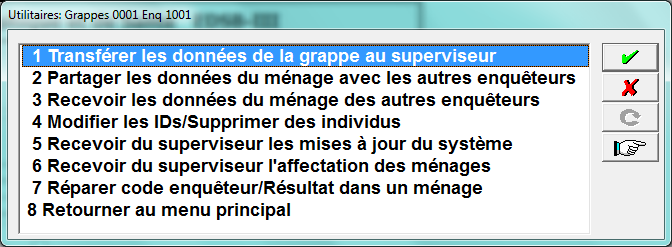 Utilitaires: Grappes 0001 Enq 1001
1 Transférer les données de la grappe au superviseur
2 Partager les données du ménage avec les autres enquêteurs
3 Recevoir les données du ménage des autres enquêteurs
4 Modifier les IDs/Supprimer des individus
5 Recevoir du superviseur les mises à jour du système
6 Recevoir du superviseur l'affectation des ménages
7 Réparer code enquêteur/Résultat dans un ménage
8 Retourner au menu principal